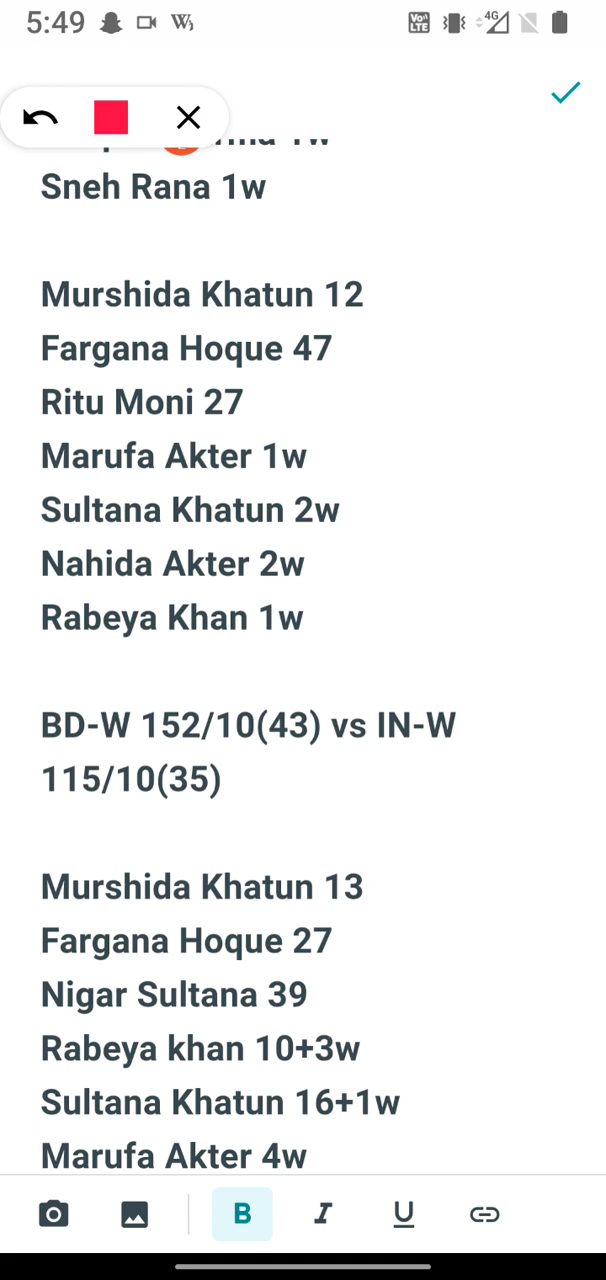 5:49
VoLTE 4G
Sneh Rana 1w
Murshida Khatun 12
Fargana Hoque 47
Ritu Moni 27
Marufa Akter 1w
Sultana Khatun 2w
Nahida Akter 2w
Rabeya Khan 1w
BD-W 152/10(43) vs IN-W
115/10(35)
Murshida Khatun 13
Fargana Hoque 27
Nigar Sultana 39
Rabeya khan 10+3w
Sultana Khatun 16+1w
Marufa Akter 4w
B I U